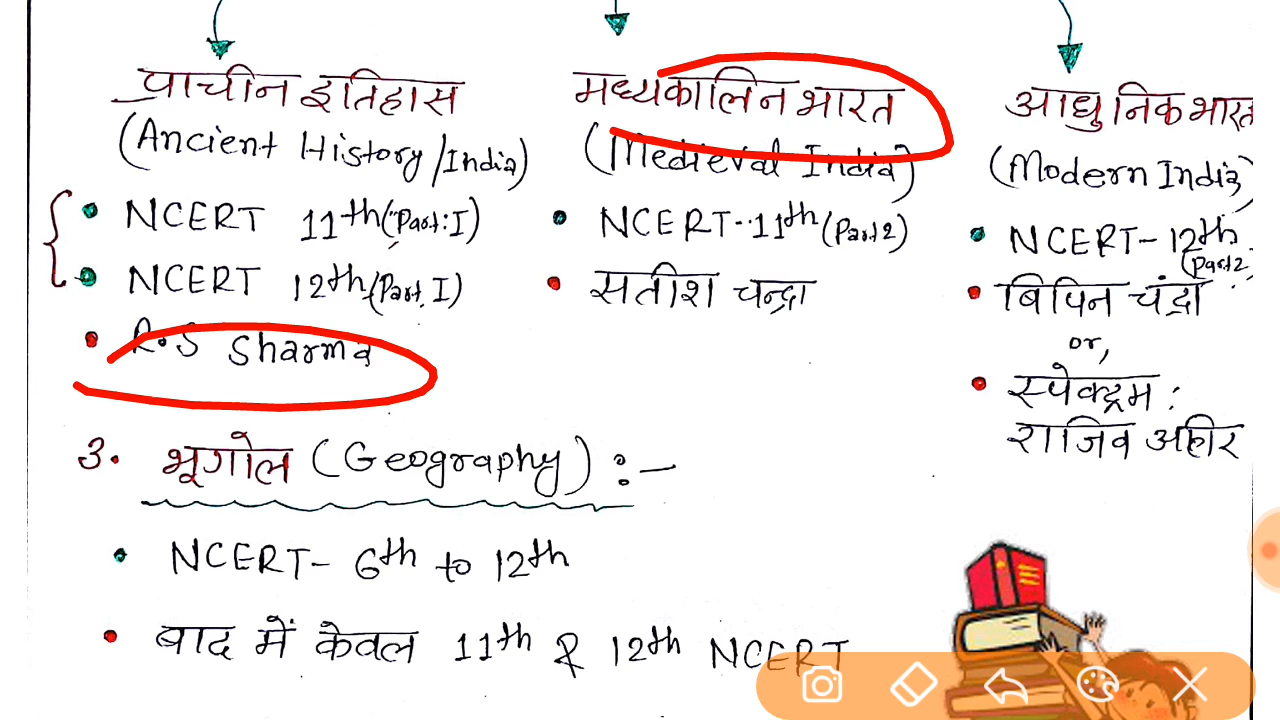 प्राचीन इतिहास
(Ancient History/India)
• NCERT 11th (Part:I)
• NCERT 12th (Part I)
• R.S Sharma
मध्यकालिन भारत
(Medieval India)
• NCERT-11th (Part 2)
• सतीश चन्द्रा
आधुनिक भारत
(Modern India)
• NCERT-12th
(Part 2)
• बिपिन चंद्रा
or,
• स्पेक्ट्रम :
राजिव अहीर
3. भूगोल (Geography) :-
• NCERT- 6th to 12th
• बाद में केवल 11th & 12th NCERT